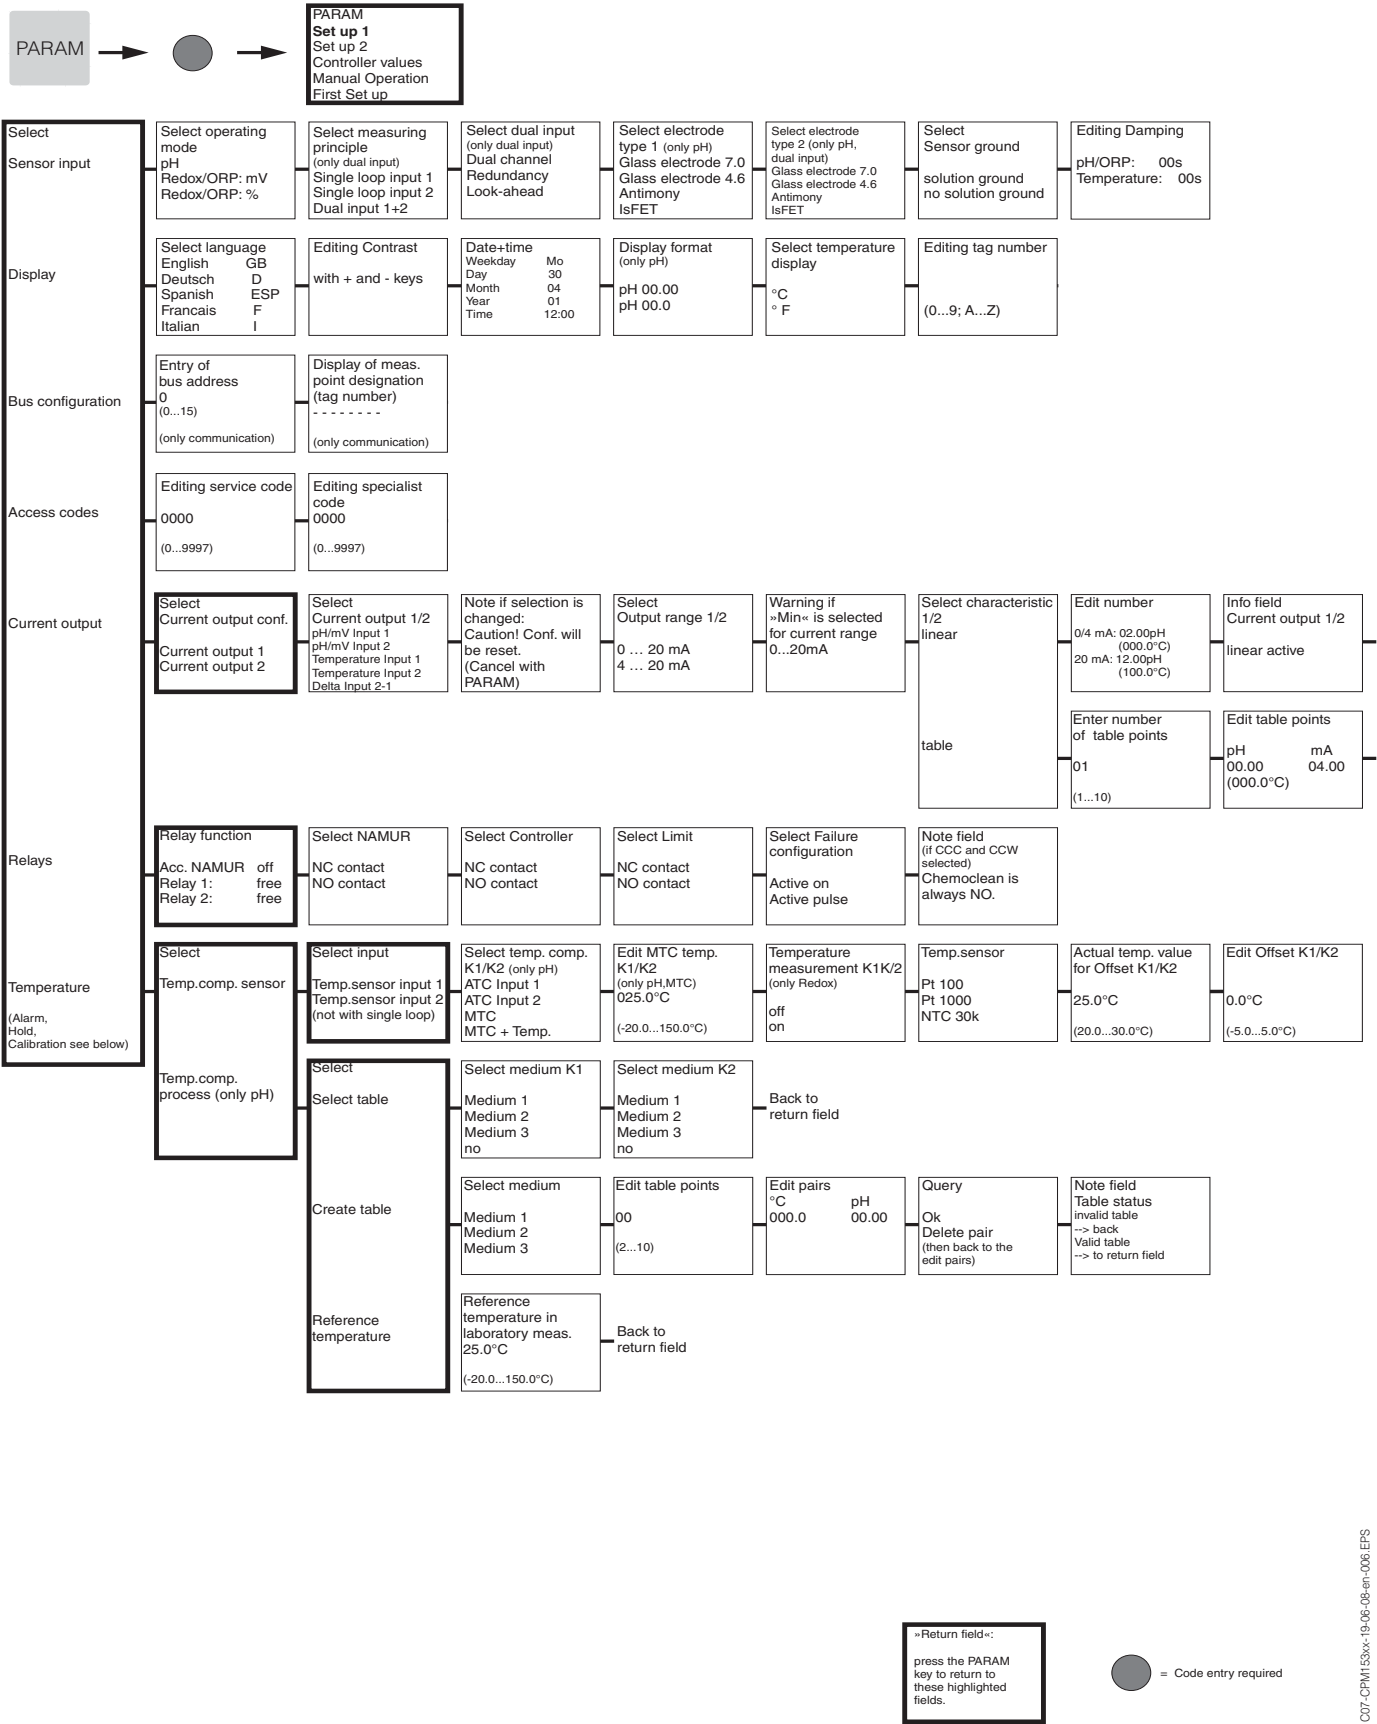 PARAM
PARAM
Set up 1
Set up 2
Controller values
Manual Operation
First Set up
Select
Sensor input
Select operating
mode
pH
Redox/ORP: mV
Redox/ORP: %
Select measuring
principle
(only dual input)
Single loop input 1
Single loop input 2
Dual input 1+2
Select dual input
(only dual input)
Dual channel
Redundancy
Look-ahead
Select electrode
type 1 (only pH)
Glass electrode 7.0
Glass electrode 4.6
Antimony
IsFET
Select electrode
type 2 (only pH,
dual input)
Glass electrode 7.0
Glass electrode 4.6
Antimony
IsFET
Select
Sensor ground
solution ground
no solution ground
Editing Damping
pH/ORP: 00s
Temperature: 00s
Display
Select language
English GB
Deutsch D
Spanish ESP
Francais F
Italian I
Editing Contrast
with + and - keys
Date+time
Weekday Mo
Day 30
Month 04
Year 01
Time 12:00
Display format
(only pH)
pH 00.00
pH 00.0
Select temperature
display
°C
° F
Editing tag number
(0...9; A...Z)
Bus configuration
Entry of
bus address
0
(0...15)
(only communication)
Display of meas.
point designation
(tag number)
- - - - - - - -
(only communication)
Access codes
Editing service code
0000
(0...9997)
Editing specialist
code
0000
(0...9997)
Current output
Select
Current output conf.
Current output 1
Current output 2
Select
Current output 1/2
pH/mV Input 1
pH/mV Input 2
Temperature Input 1
Temperature Input 2
Delta Input 2-1
Note if selection is
changed:
Caution! Conf. will
be reset.
(Cancel with
PARAM)
Select
Output range 1/2
0 ... 20 mA
4 ... 20 mA
Warning if
»Min« is selected
for current range
0...20mA
Select characteristic
1/2
linear
table
Edit number
0/4 mA: 02.00pH
(000.0°C)
20 mA: 12.00pH
(100.0°C)
Info field
Current output 1/2
linear active
Enter number
of table points
01
(1...10)
Edit table points
pH mA
00.00 04.00
(000.0°C)
Relays
Relay function
Acc. NAMUR off
Relay 1: free
Relay 2: free
Select NAMUR
NC contact
NO contact
Select Controller
NC contact
NO contact
Select Limit
NC contact
NO contact
Select Failure
configuration
Active on
Active pulse
Note field
(if CCC and CCW
selected)
Chemoclean is
always NO.
Temperature
(Alarm,
Hold,
Calibration see below)
Select
Temp.comp. sensor
Temp.comp.
process (only pH)
Select input
Temp.sensor input 1
Temp.sensor input 2
(not with single loop)
Select temp. comp.
K1/K2 (only pH)
ATC Input 1
ATC Input 2
MTC
MTC + Temp.
Edit MTC temp.
K1/K2
(only pH,MTC)
025.0°C
(-20.0...150.0°C)
Temperature
measurement K1K/2
(only Redox)
off
on
Temp.sensor
Pt 100
Pt 1000
NTC 30k
Actual temp. value
for Offset K1/K2
25.0°C
(20.0...30.0°C)
Edit Offset K1/K2
0.0°C
(-5.0...5.0°C)
Select
Select table
Create table
Reference
temperature
Select medium K1
Medium 1
Medium 2
Medium 3
no
Select medium K2
Medium 1
Medium 2
Medium 3
no
Back to
return field
Select medium
Medium 1
Medium 2
Medium 3
Edit table points
00
(2...10)
Edit pairs
°C pH
000.0 00.00
Query
Ok
Delete pair
(then back to the
edit pairs)
Note field
Table status
invalid table
--> back
Valid table
--> to return field
Reference
temperature in
laboratory meas.
25.0°C
(-20.0...150.0°C)
Back to
return field
»Return field«:
press the PARAM
key to return to
these highlighted
fields.
= Code entry required
C07-CPM153xx-19-06-08-en-006.EPS